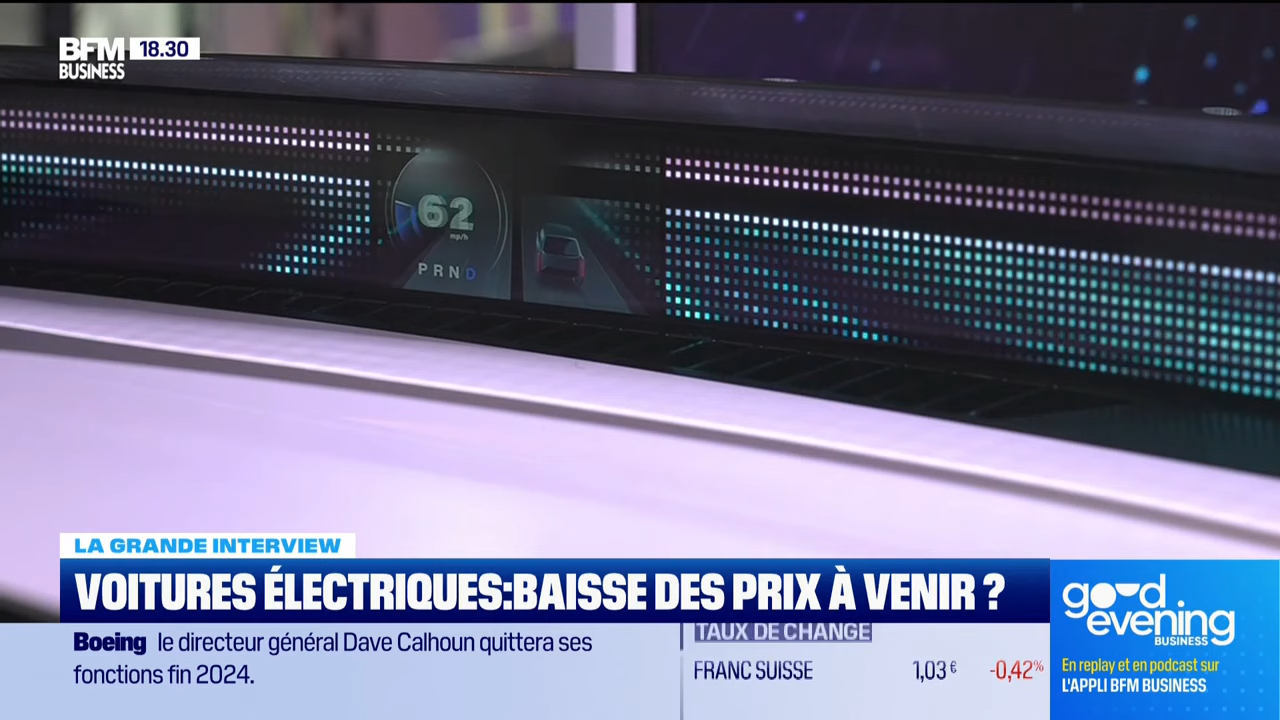 BFM 18.30
BUSINESS
62
mp/h
P R N D
LA GRANDE INTERVIEW
VOITURES ÉLECTRIQUES:BAISSE DES PRIX À VENIR ?
Boeing le directeur général Dave Calhoun quittera ses
fonctions fin 2024.
TAUX DE CHANGE
FRANC SUISSE 1,03 € -0,42%
good
evening
BUSINESS
En replay et en podcast sur
L'APPLI BFM BUSINESS